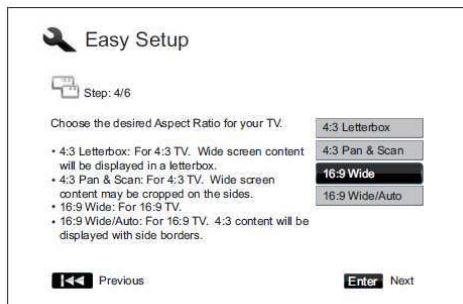 Easy Setup
Step: 4/6
Choose the desired Aspect Ratio for your TV.
• 4:3 Letterbox: For 4:3 TV. Wide screen content
will be displayed in a letterbox.
• 4:3 Pan & Scan: For 4:3 TV. Wide screen
content may be cropped on the sides.
• 16:9 Wide: For 16:9 TV.
• 16:9 Wide/Auto: For 16:9 TV. 4:3 content will be
displayed with side borders.
4:3 Letterbox
4:3 Pan & Scan
16:9 Wide
16:9 Wide/Auto
Previous
Enter Next